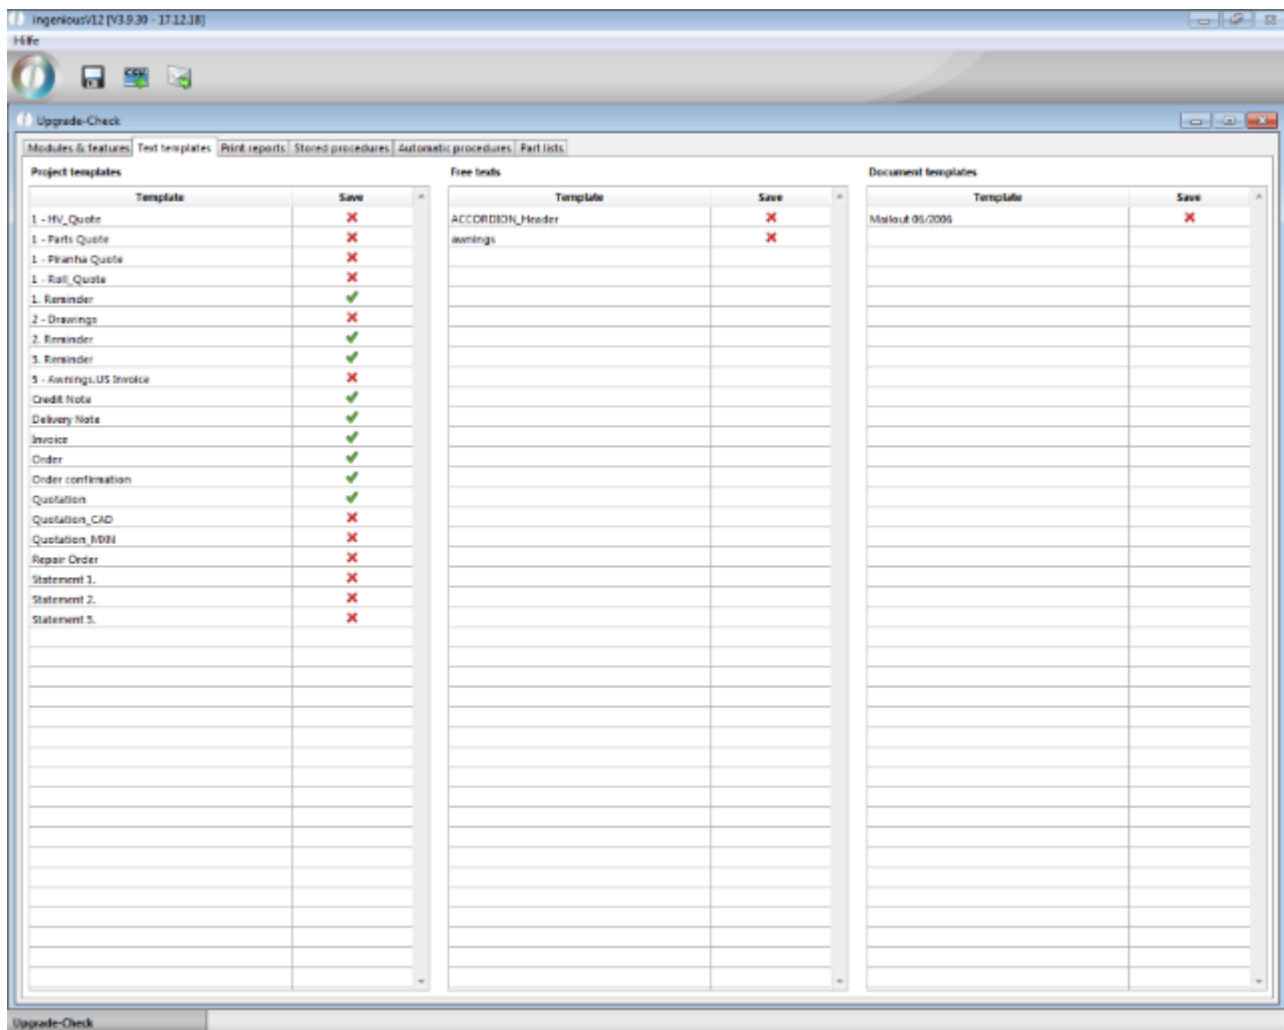 ingeniousV12 [V3.9.30 - 17.12.18]
Hilfe
CSV
Upgrade-Check
Modules & features Text templates Print reports Stored procedures Automatic procedures Part lists
Project templates Free texts Document templates
Template Save Template Save Template Save
1 - HV_Quote ACCORDION_Header Mailout 06/2006
1 - Parts Quote awnings
1 - Piranha Quote
1 - Roll_Quote
1. Reminder
2 - Drawings
2. Reminder
3. Reminder
5 - Awnings.US Invoice
Credit Note
Delivery Note
Invoice
Order
Order confirmation
Quotation
Quotation_CAD
Quotation_MXN
Repair Order
Statement 1.
Statement 2.
Statement 3.
Upgrade-Check